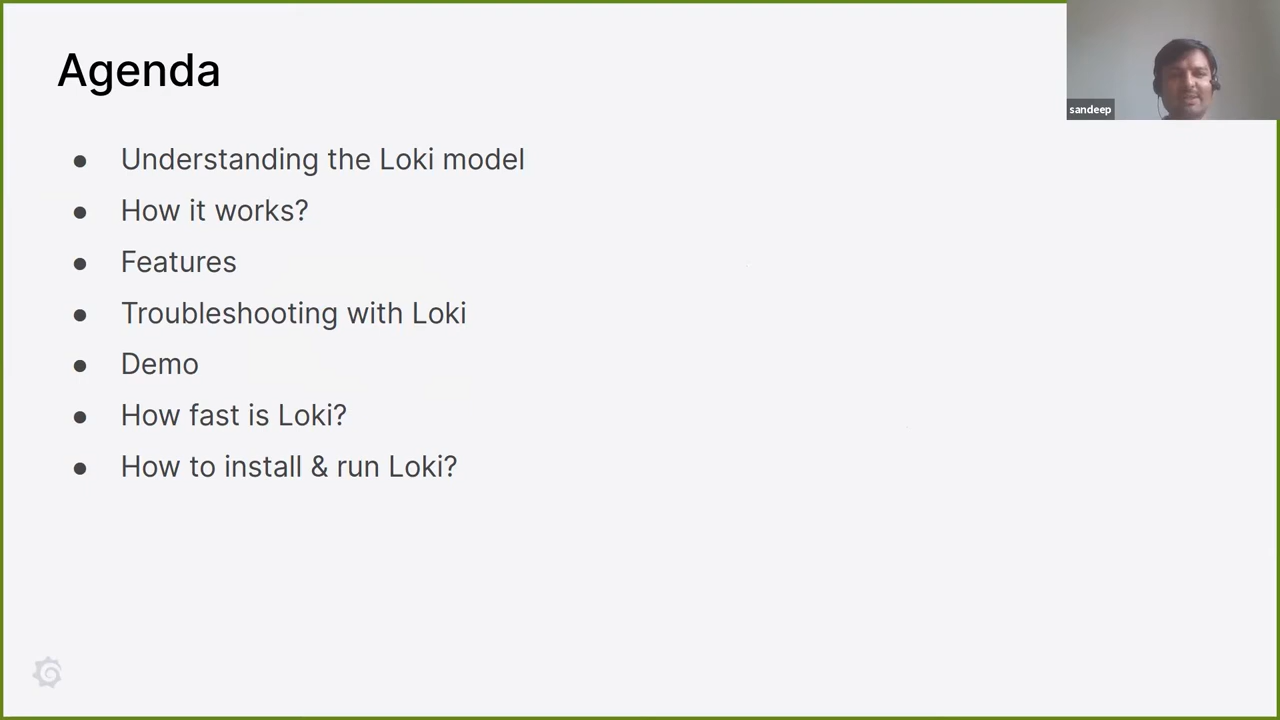 Agenda
sandeep
● Understanding the Loki model
● How it works?
● Features
● Troubleshooting with Loki
● Demo
● How fast is Loki?
● How to install & run Loki?